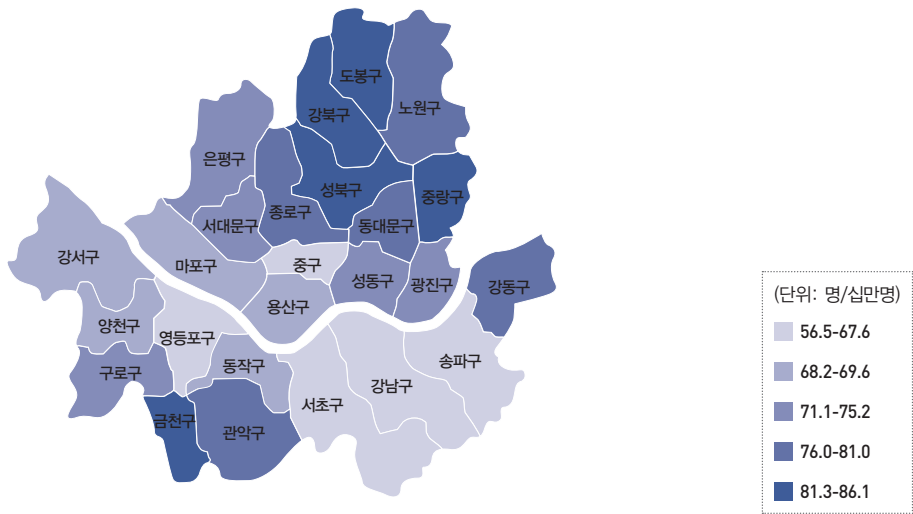 도봉구
노원구
강북구
은평구
성북구
중랑구
서대문구
종로구
동대문구
강서구
마포구
중구
성동구
광진구
강동구
용산구
양천구
영등포구
송파구
구로구
동작구
강남구
서초구
금천구
관악구
(단위: 명/십만명)
56.5-67.6
68.2-69.6
71.1-75.2
76.0-81.0
81.3-86.1